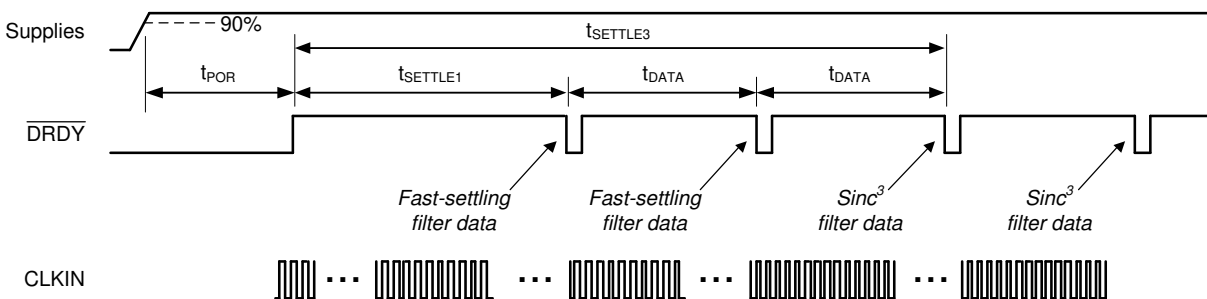 Supplies
90%
tSETTLE3
tPOR
tSETTLE1
tDATA
tDATA
DRDY
Fast-settling
filter data
Fast-settling
filter data
Sinc³
filter data
Sinc³
filter data
CLKIN